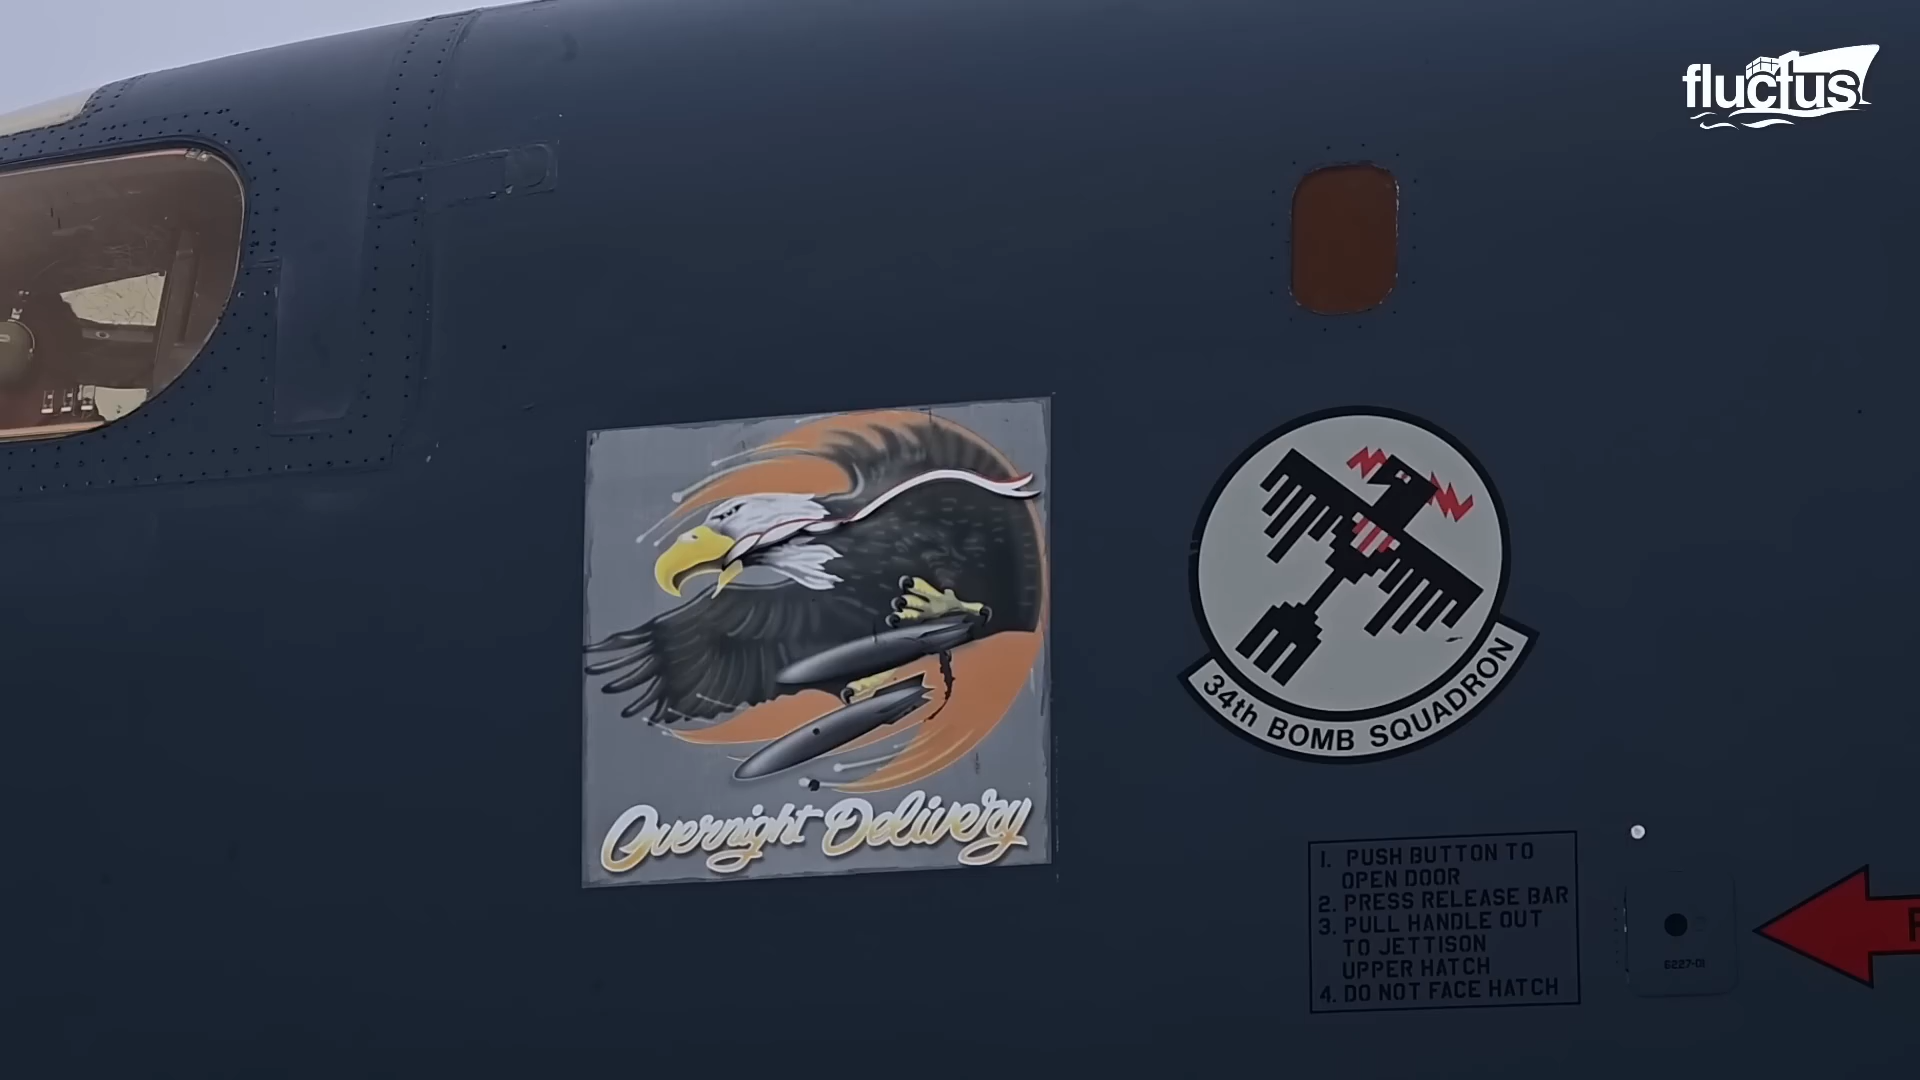 fluctus
Overnight Delivery
34th BOMB SQUADRON
1. PUSH BUTTON TO
OPEN DOOR
2. PRESS RELEASE BAR
3. PULL HANDLE OUT
TO JETTISON
UPPER HATCH
4. DO NOT FACE HATCH
6227-01